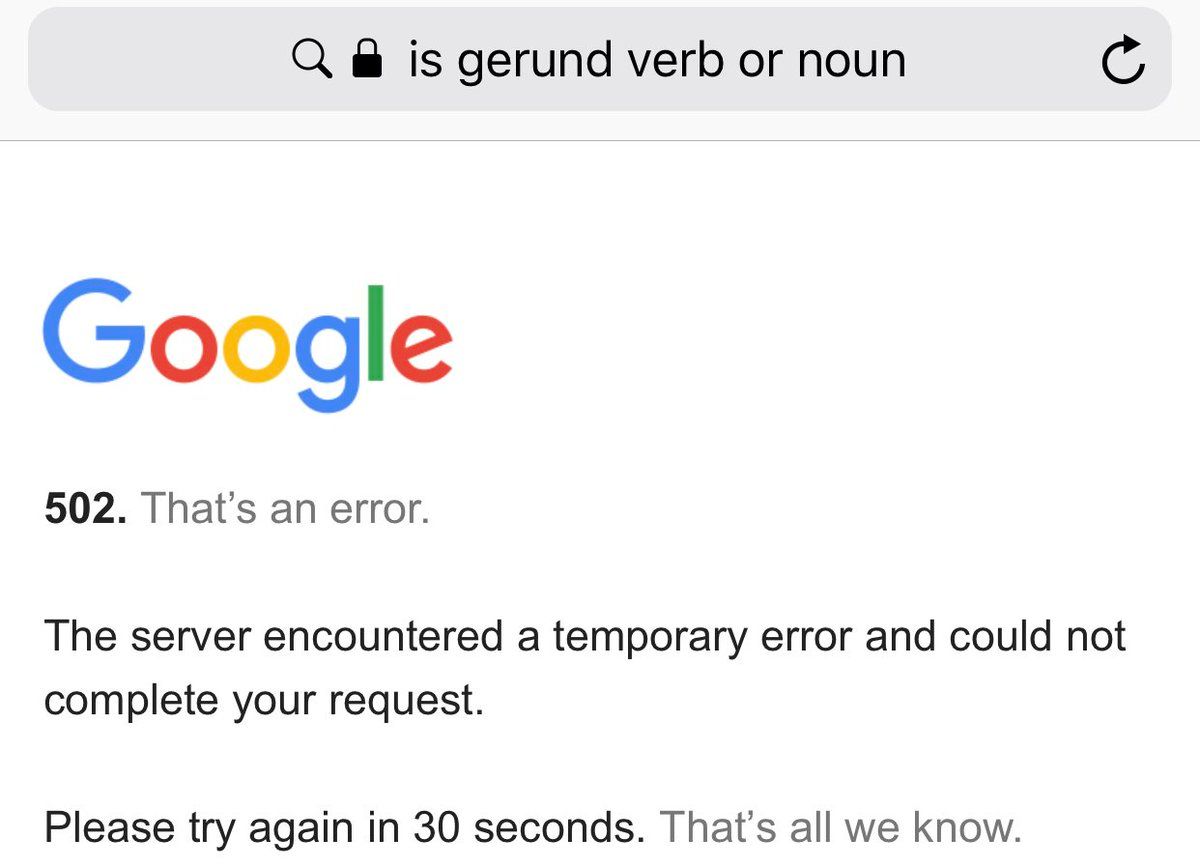 is gerund verb or noun
Google
502. That’s an error.
The server encountered a temporary error and could not
complete your request.
Please try again in 30 seconds. That’s all we know.